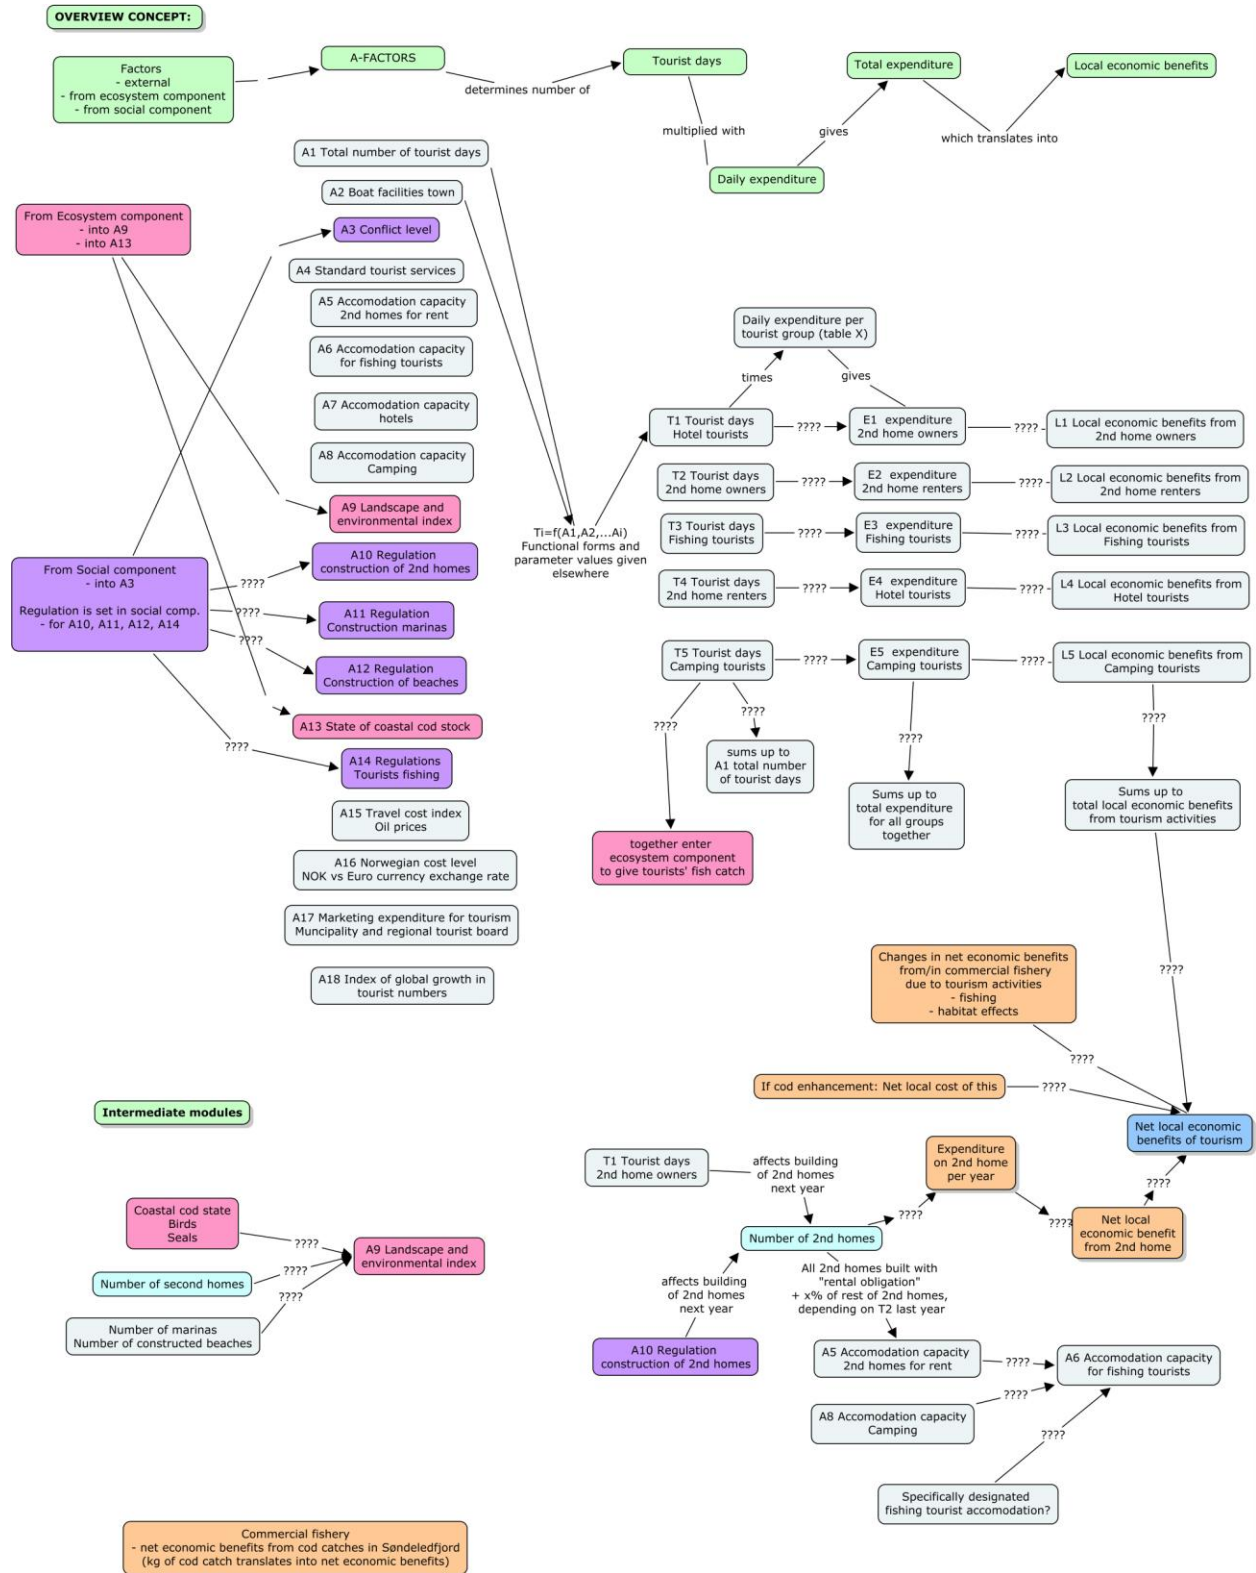 OVERVIEW CONCEPT:
Factors
- external
- from ecosystem component
- from social component
A-FACTORS
determines number of
Tourist days
multiplied with
Daily expenditure
gives
Total expenditure
which translates into
Local economic benefits
From Ecosystem component
- into A9
- into A13
From Social component
- into A3
Regulation is set in social comp.
- for A10, A11, A12, A14
????
????
????
????
A1 Total number of tourist days
A2 Boat facilities town
A3 Conflict level
A4 Standard tourist services
A5 Accomodation capacity
2nd homes for rent
A6 Accomodation capacity
for fishing tourists
A7 Accomodation capacity
hotels
A8 Accomodation capacity
Camping
A9 Landscape and
environmental index
A10 Regulation
construction of 2nd homes
A11 Regulation
Construction marinas
A12 Regulation
Construction of beaches
A13 State of coastal cod stock
A14 Regulations
Tourists fishing
A15 Travel cost index
Oil prices
A16 Norwegian cost level
NOK vs Euro currency exchange rate
A17 Marketing expenditure for tourism
Muncipality and regional tourist board
A18 Index of global growth in
tourist numbers
Ti=f(A1,A2,...Ai)
Functional forms and
parameter values given
elsewhere
Daily expenditure per
tourist group (table X)
times
gives
T1 Tourist days
Hotel tourists
????
E1  expenditure
2nd home owners
????
L1 Local economic benefits from
2nd home owners
T2 Tourist days
2nd home owners
????
E2  expenditure
2nd home renters
????
L2 Local economic benefits from
2nd home renters
T3 Tourist days
Fishing tourists
????
E3  expenditure
Fishing tourists
????
L3 Local economic benefits from
Fishing tourists
T4 Tourist days
2nd home renters
????
E4  expenditure
Hotel tourists
????
L4 Local economic benefits from
Hotel tourists
T5 Tourist days
Camping tourists
????
E5  expenditure
Camping tourists
????
L5 Local economic benefits from
Camping tourists
????
????
????
????
sums up to
A1 total number
of tourist days
together enter
ecosystem component
to give tourists' fish catch
Sums up to
total expenditure
for all groups
together
Sums up to
total local economic benefits
from tourism activities
????
Changes in net economic benefits
from/in commercial fishery
due to tourism activities
- fishing
- habitat effects
????
If cod enhancement: Net local cost of this
????
Net local economic
benefits of tourism
Intermediate modules
Coastal cod state
Birds
Seals
????
Number of second homes
????
Number of marinas
Number of constructed beaches
????
A9 Landscape and
environmental index
T1 Tourist days
2nd home owners
affects building
of 2nd homes
next year
Number of 2nd homes
????
Expenditure
on 2nd home
per year
????
Net local
economic benefit
from 2nd home
????
affects building
of 2nd homes
next year
A10 Regulation
construction of 2nd homes
All 2nd homes built with
"rental obligation"
+ x% of rest of 2nd homes,
depending on T2 last year
A5 Accomodation capacity
2nd homes for rent
????
A6 Accomodation capacity
for fishing tourists
A8 Accomodation capacity
Camping
????
????
Specifically designated
fishing tourist accomodation?
Commercial fishery
- net economic benefits from cod catches in Søndeledfjord
(kg of cod catch translates into net economic benefits)